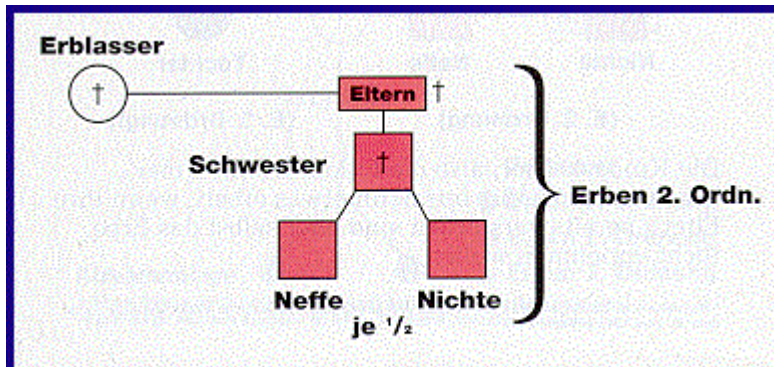 Erblasser
†
Eltern †
Schwester
†
Erben 2. Ordn.
Neffe Nichte
je ½